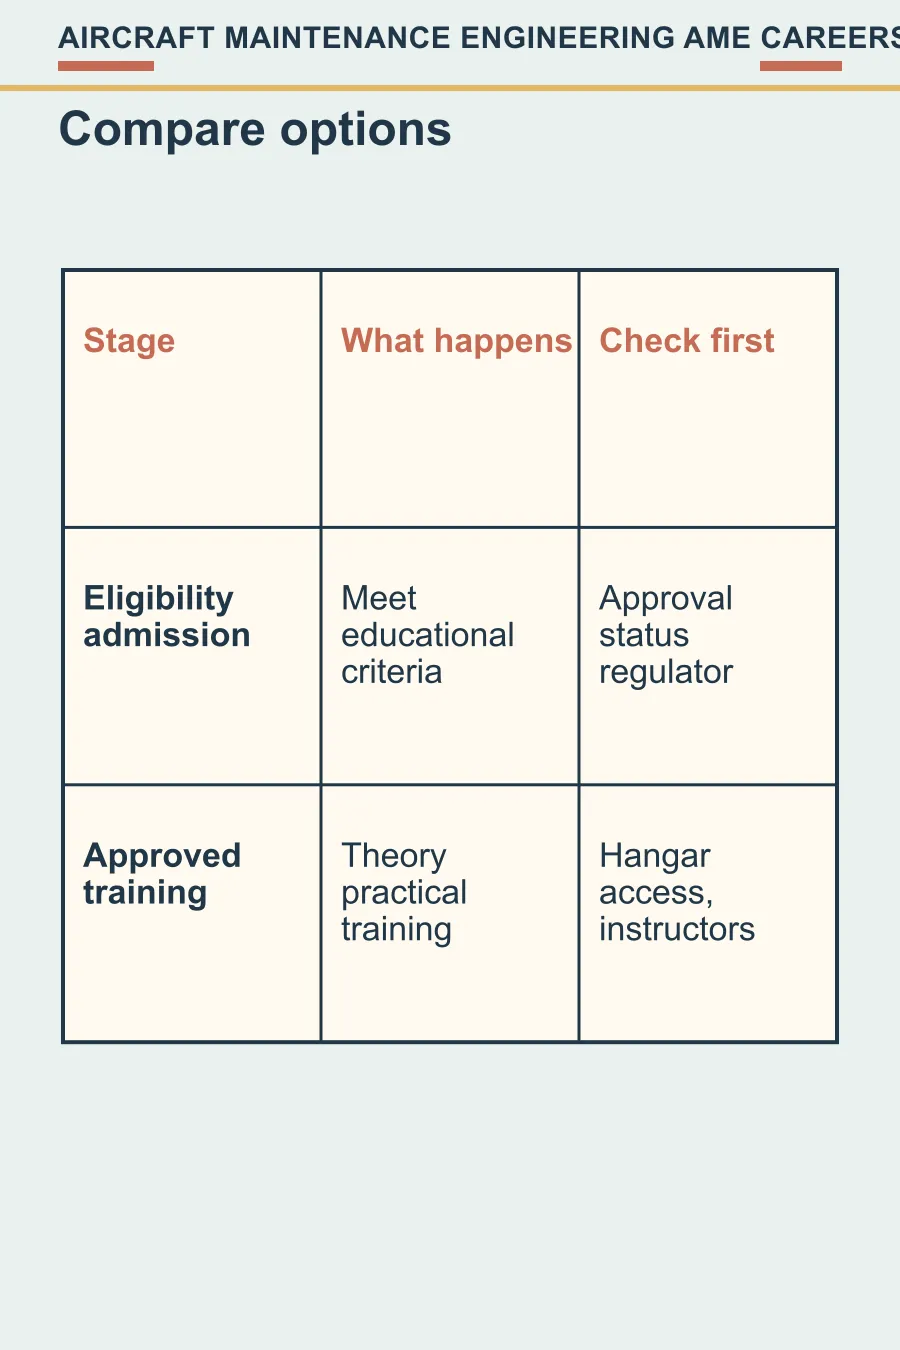 AIRCRAFT MAINTENANCE ENGINEERING AME CAREERS
Compare options
Stage
What happens
Check first
Eligibility
admission
Meet
educational
criteria
Approval
status
regulator
Approved
training
Theory
practical
training
Hangar
access,
instructors